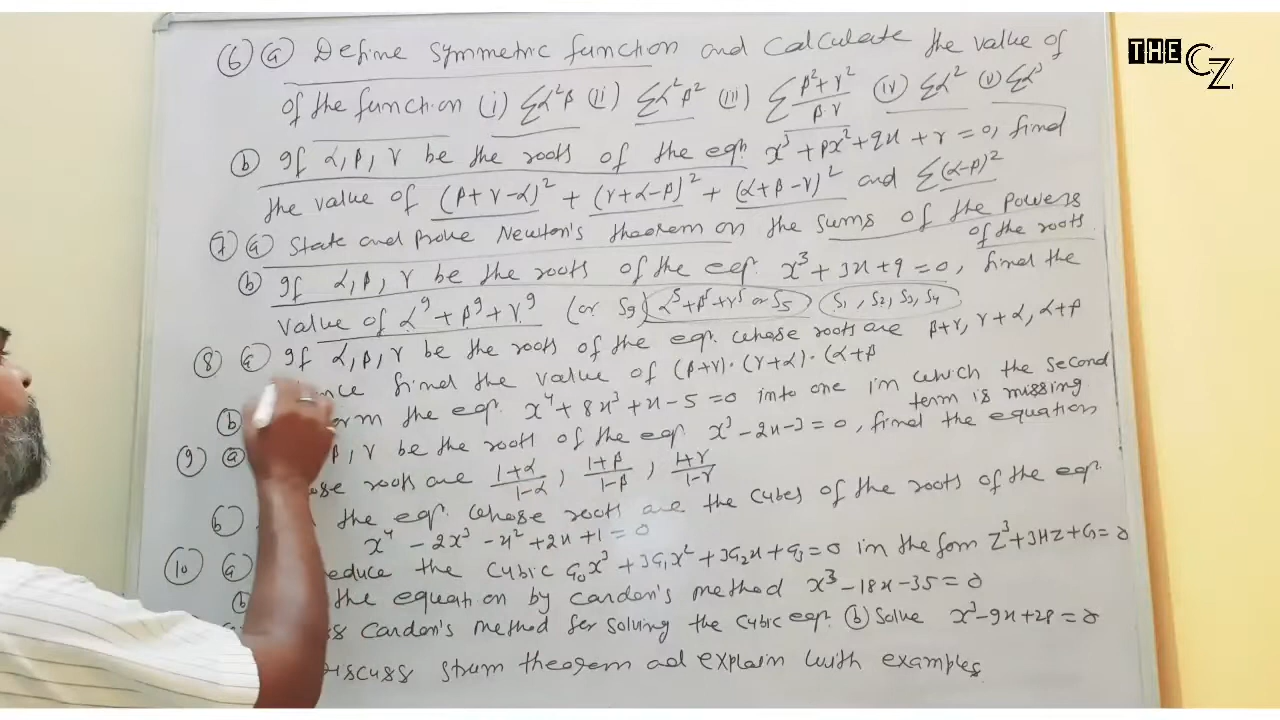 THE CZ
⑥ ⓐ Define Symmetric function and Calculate the value of
of the function (i) Σα²β (ii) Σα²β² (iii) Σ (β²+γ²)/(βγ) (iv) Σα² (v) Σα³
ⓑ If α, β, γ be the roots of the eqn x³ + px² + qx + r = 0, find
the value of (β+γ-α)² + (γ+α-β)² + (α+β-γ)² and Σ(α-β)²
⑦ ⓐ State and Prove Newton's theorem on the sums of the Powers
of the roots
ⓑ If α, β, γ be the roots of the eqn x³ + 3x + 9 = 0, find the
value of α⁹ + β⁹ + γ⁹ (or S₉) α⁵+β⁵+γ⁵ or S₅ S₁, S₂, S₃, S₄
⑧ ⓐ If α, β, γ be the roots of the eqn whose roots are β+γ, γ+α, α+β
nce find the value of (β+γ)·(γ+α)·(α+β
ⓑ orm the eqn x⁴ + 8x³ + x - 5 = 0 into one in which the second
term is missing
⑨ ⓐ β, γ be the roots of the eqn x³ - 2x - 3 = 0, find the equation
ose roots are (1+α)/(1-α), (1+β)/(1-β), (1+γ)/(1-γ)
ⓑ the eqn whose roots are the cubes of the roots of the eqn
x⁴ - 2x³ - x² + 2x + 1 = 0
⑩ ⓐ educe the cubic a₀x³ + 3a₁x² + 3a₂x + a₃ = 0 in the form Z³+3HZ+G=0
ⓑ the equation by Cardon's method x³ - 18x - 35 = 0
ss Cardon's method for solving the cubic eqn ⓑ Solve x³ - 9x + 28 = 0
iscuss strum theorem ad explain with examples